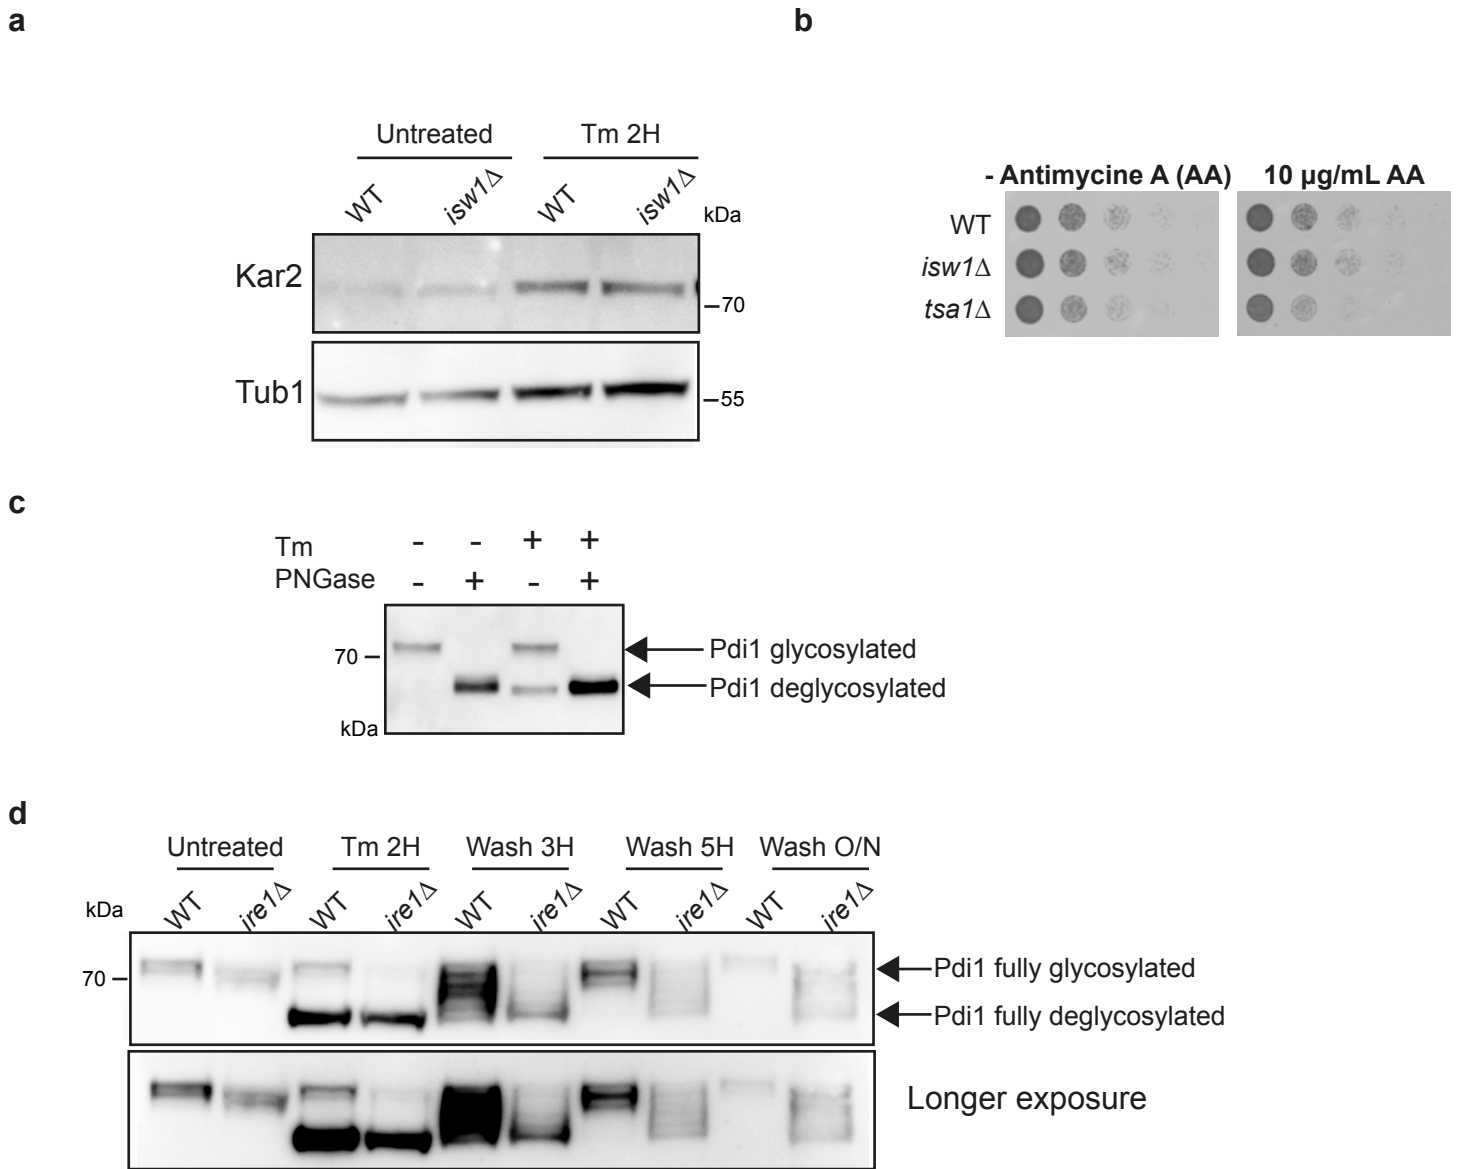 a
b
Untreated
Tm 2H
WT
isw1Δ
WT
isw1Δ
kDa
Kar2
70
Tub1
55
- Antimycine A (AA)
10 µg/mL AA
WT
isw1Δ
tsa1Δ
c
Tm - - + +
PNGase - + - +
70
Pdi1 glycosylated
Pdi1 deglycosylated
kDa
d
Untreated
Tm 2H
Wash 3H
Wash 5H
Wash O/N
kDa
WT
ire1Δ
WT
ire1Δ
WT
ire1Δ
WT
ire1Δ
WT
ire1Δ
70
Pdi1 fully glycosylated
Pdi1 fully deglycosylated
Longer exposure